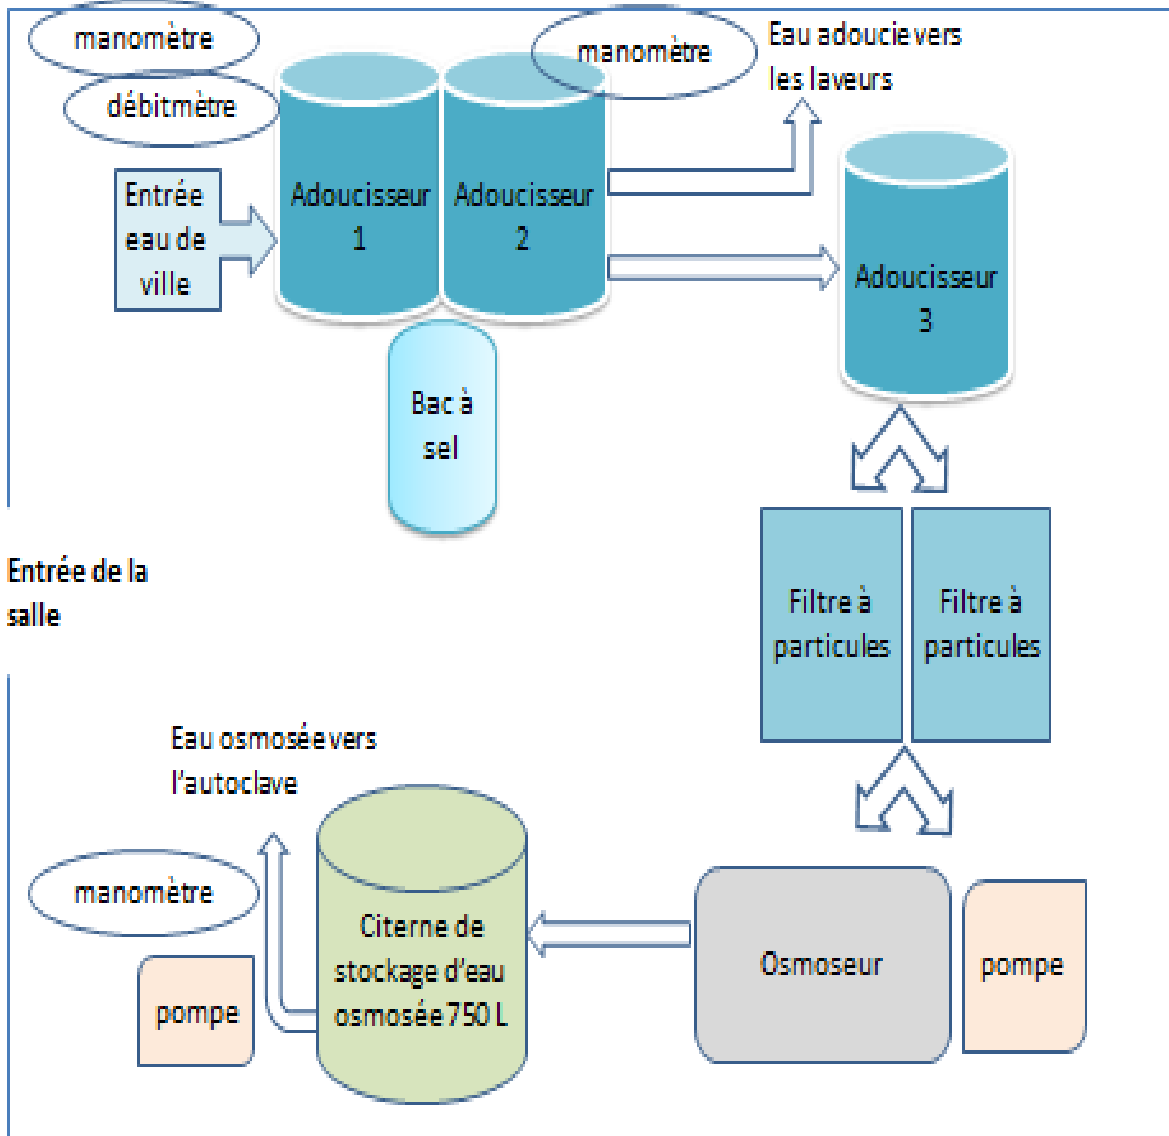 manomètre
débitmètre
Entrée
eau de
ville
Adoucisseur
1
Adoucisseur
2
manomètre
Eau adoucie vers
les laveurs
Adoucisseur
3
Bac à
sel
Entrée de la
salle
Filtre à
particules
Filtre à
particules
Eau osmosée vers
l'autoclave
manomètre
pompe
Citerne de
stockage d'eau
osmosée 750 L
Osmoseur
pompe